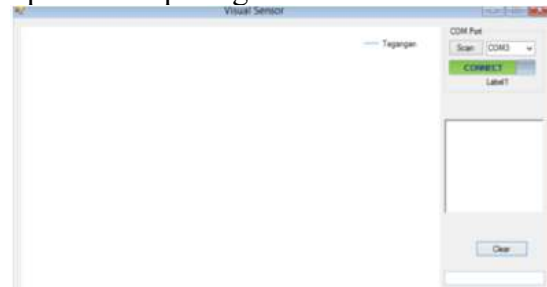 Visual Sensor
Tegangan
COM Port
Scan COM3
CONNECT
Label1
Clear